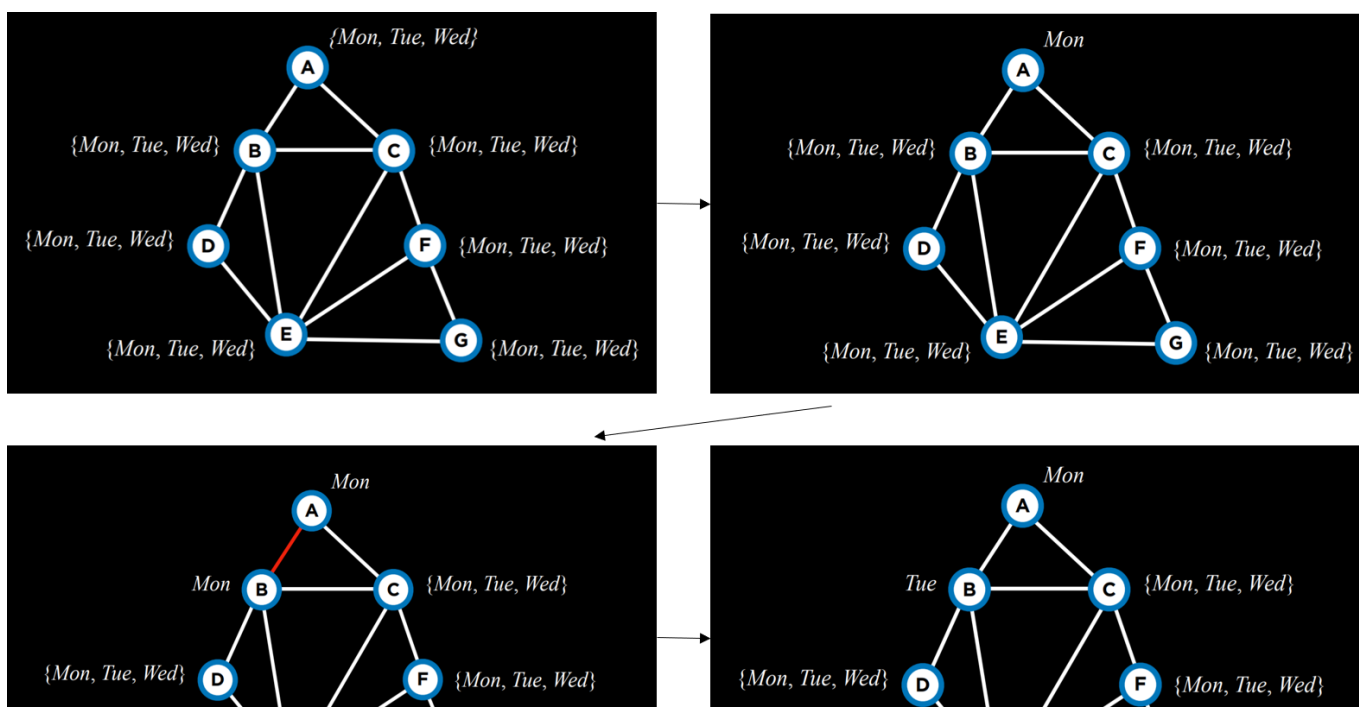 {Mon, Tue, Wed}
A
{Mon, Tue, Wed} B C {Mon, Tue, Wed}
{Mon, Tue, Wed} D F {Mon, Tue, Wed}
{Mon, Tue, Wed} E G {Mon, Tue, Wed}
Mon
A
{Mon, Tue, Wed} B C {Mon, Tue, Wed}
{Mon, Tue, Wed} D F {Mon, Tue, Wed}
{Mon, Tue, Wed} E G {Mon, Tue, Wed}
Mon
A
Mon B C {Mon, Tue, Wed}
{Mon, Tue, Wed} D F {Mon, Tue, Wed}
Mon
A
Tue B C {Mon, Tue, Wed}
{Mon, Tue, Wed} D F {Mon, Tue, Wed}